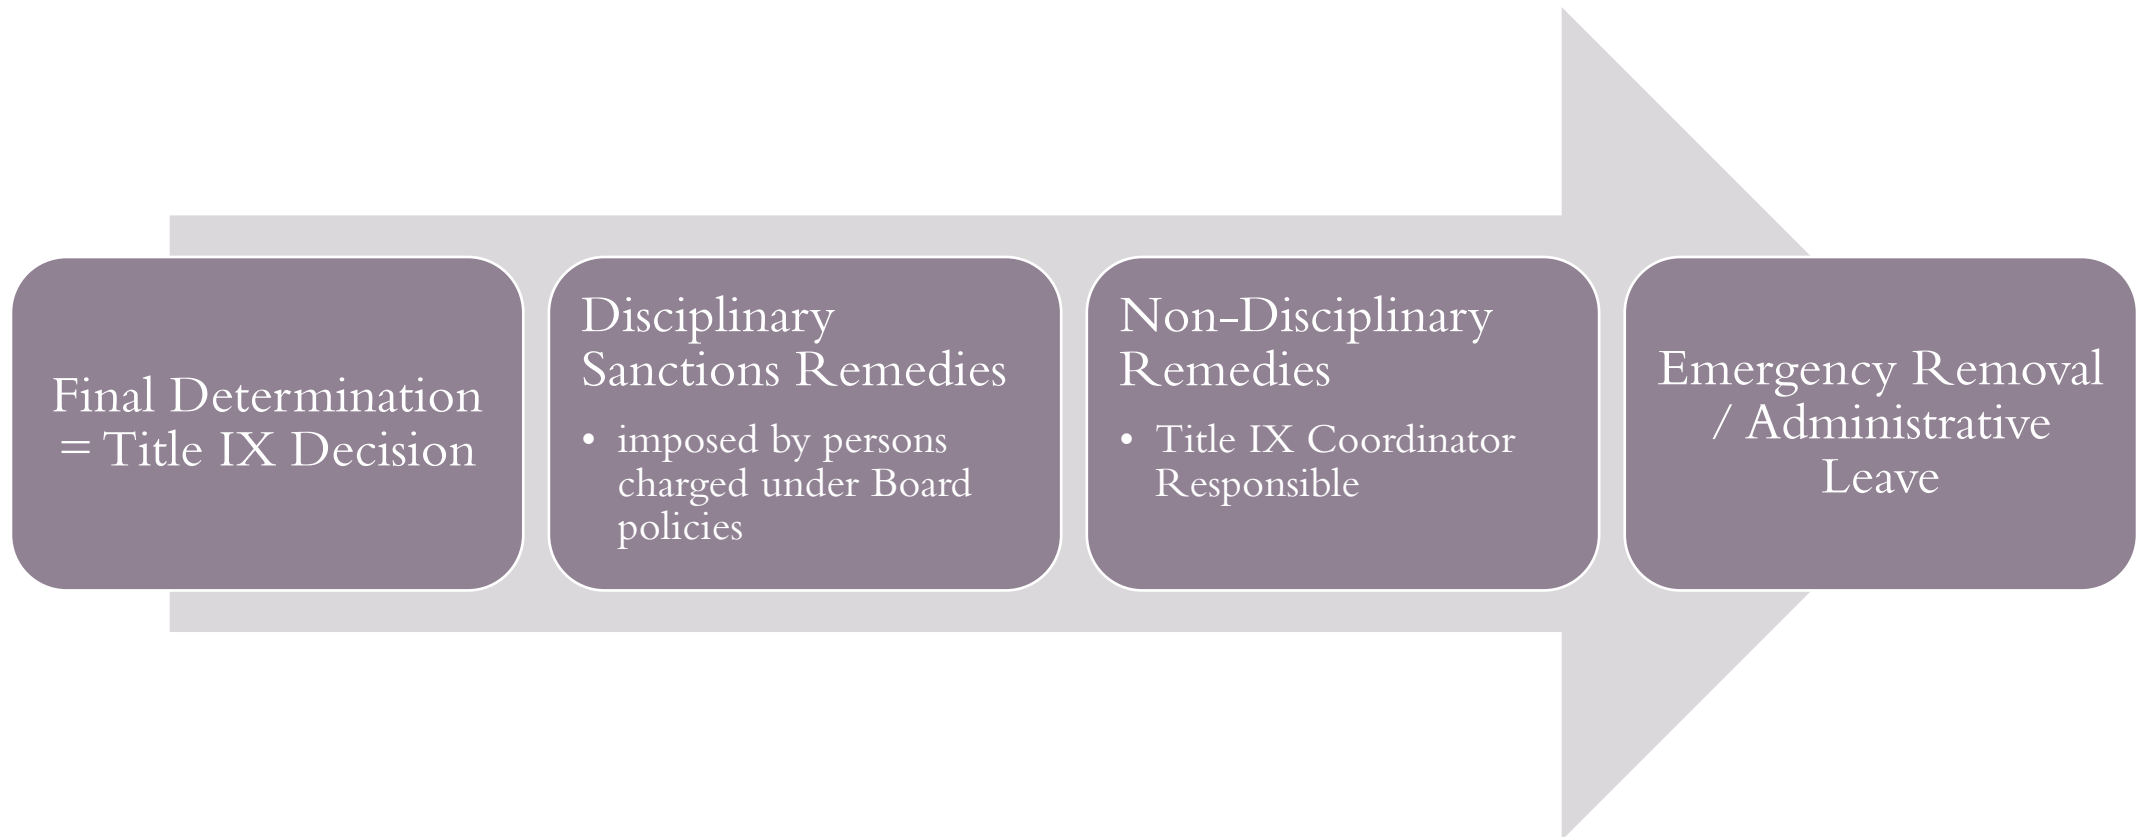 Final Determination
= Title IX Decision
Disciplinary
Sanctions Remedies
• imposed by persons
charged under Board
policies
Non-Disciplinary
Remedies
• Title IX Coordinator
Responsible
Emergency Removal
/ Administrative
Leave